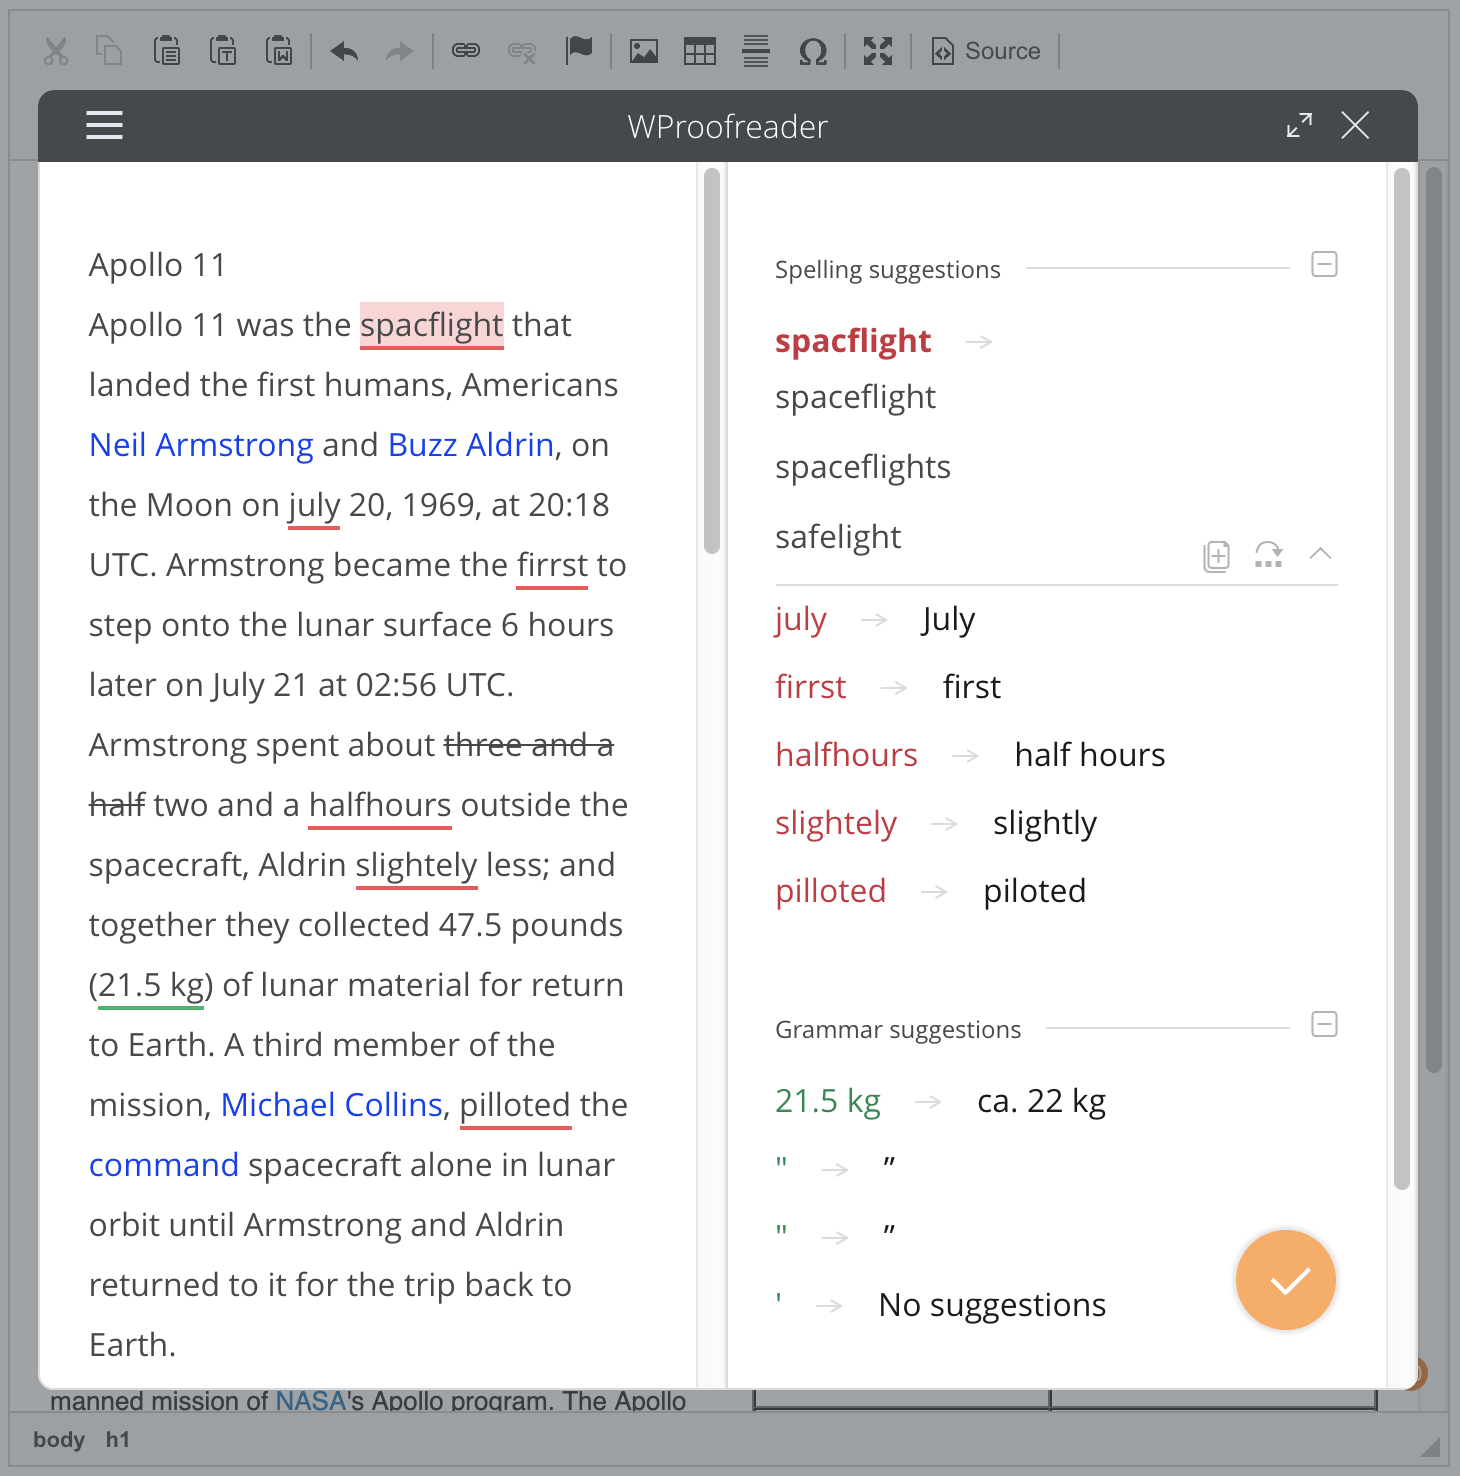 Source
WProofreader
Apollo 11
Apollo 11 was the spacflight that
landed the first humans, Americans
Neil Armstrong and Buzz Aldrin, on
the Moon on july 20, 1969, at 20:18
UTC. Armstrong became the firrst to
step onto the lunar surface 6 hours
later on July 21 at 02:56 UTC.
Armstrong spent about three and a
half two and a halfhours outside the
spacecraft, Aldrin slightely less; and
together they collected 47.5 pounds
(21.5 kg) of lunar material for return
to Earth. A third member of the
mission, Michael Collins, pilloted the
command spacecraft alone in lunar
orbit until Armstrong and Aldrin
returned to it for the trip back to
Earth.
Spelling suggestions
spacflight →
spaceflight
spaceflights
safelight
july → July
firrst → first
halfhours → half hours
slightely → slightly
pilloted → piloted
Grammar suggestions
21.5 kg → ca. 22 kg
" → ”
" → ”
' → No suggestions
manned mission of NASA's Apollo program. The Apollo
body h1